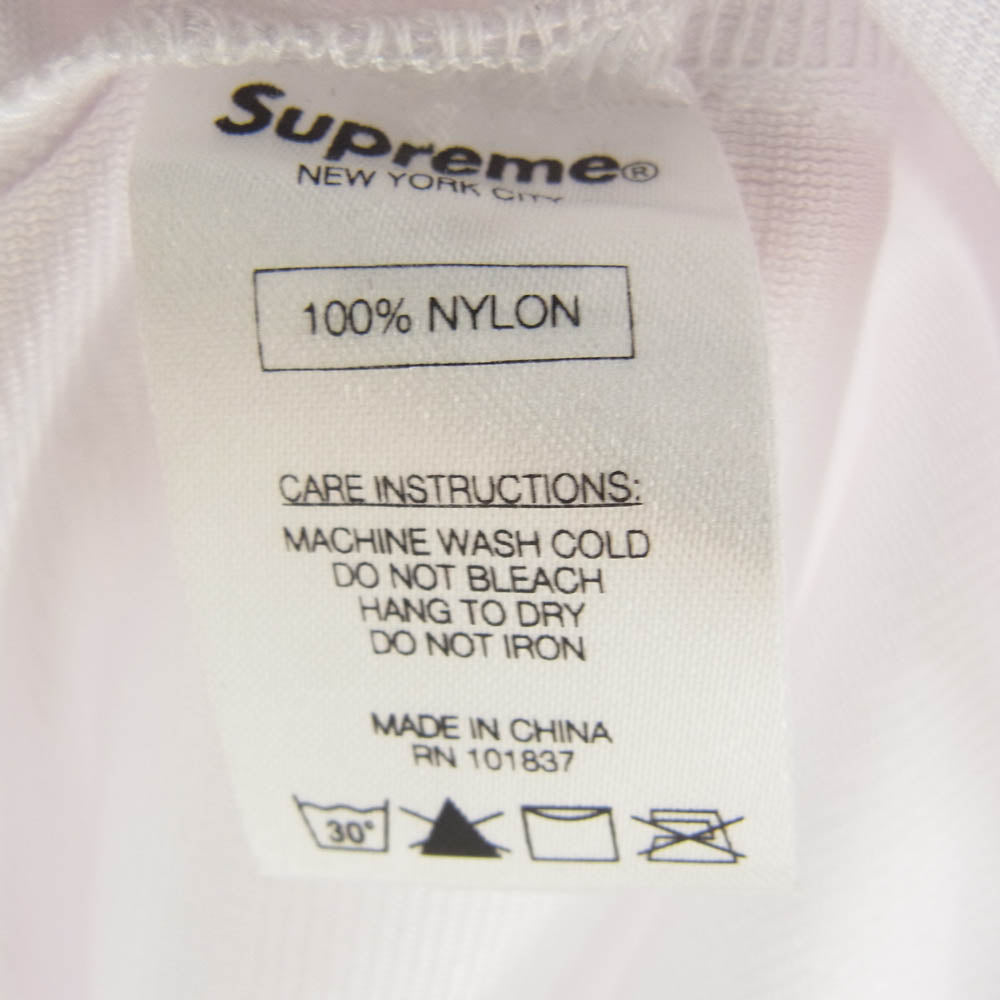 Supreme®
NEW YORK CITY
100% NYLON
CARE INSTRUCTIONS:
MACHINE WASH COLD
DO NOT BLEACH
HANG TO DRY
DO NOT IRON
MADE IN CHINA
RN 101837
30°